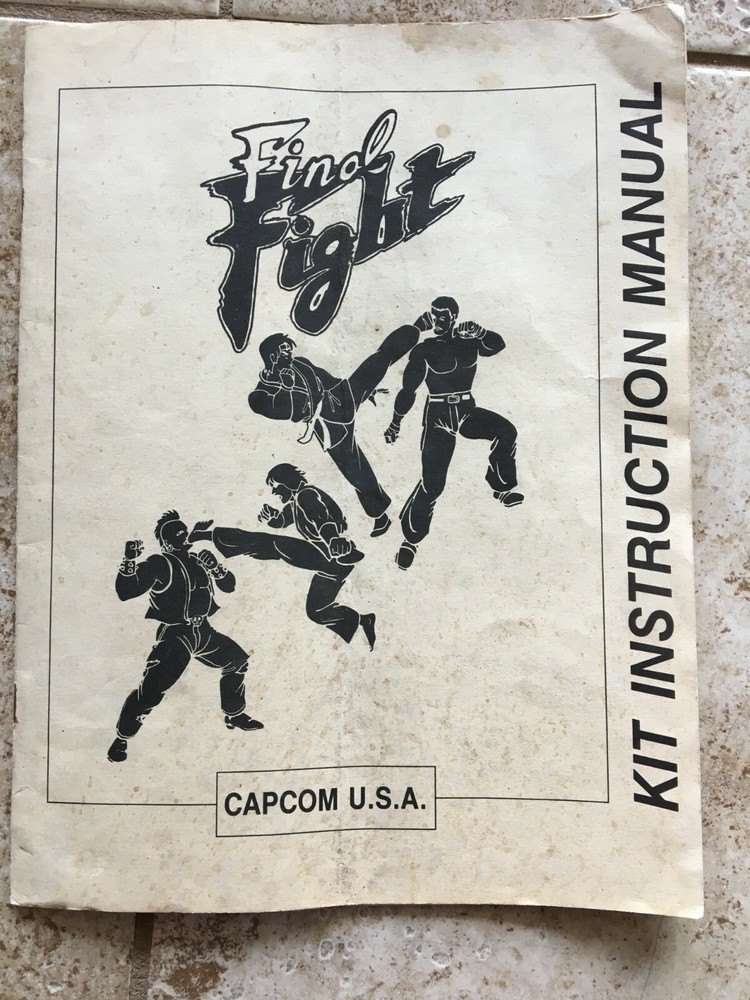 Final
Fight
KIT INSTRUCTION MANUAL
CAPCOM U.S.A.